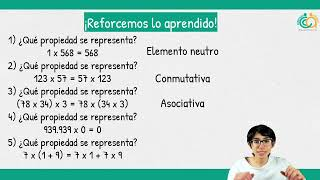 ¡Reforcemos lo aprendido!
1) ¿Qué propiedad se representa?
1 x 568 = 568
Elemento neutro
2) ¿Qué propiedad se representa?
123 x 57 = 57 x 123
Conmutativa
3) ¿Qué propiedad se representa?
(78 x 34) x 3 = 78 x (34 x 3)
Asociativa
4) ¿Qué propiedad se representa?
939.939 x 0 = 0
5) ¿Qué propiedad se representa?
7 x (1 + 9) = 7 x 1 + 7 x 9